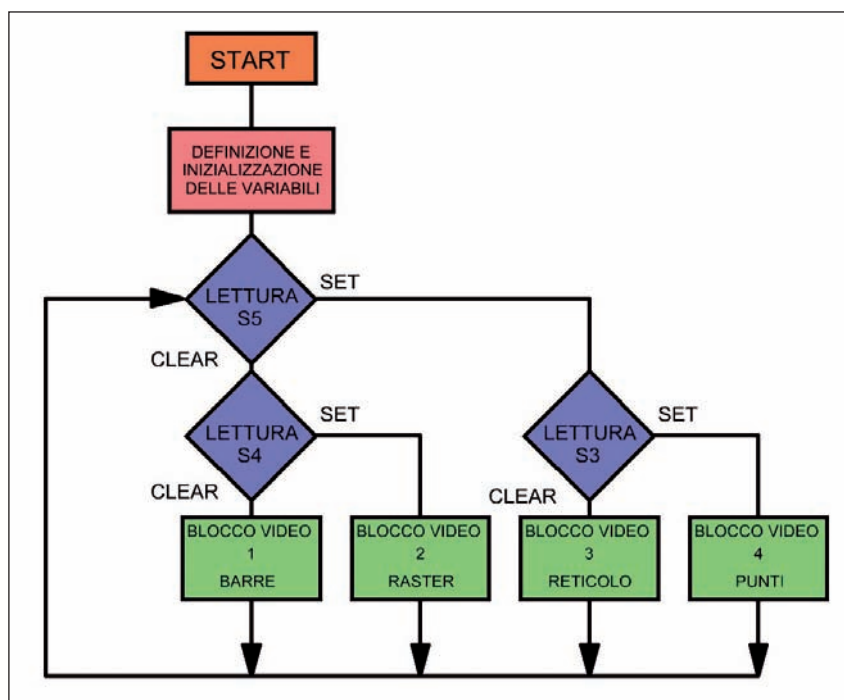 START
DEFINIZIONE E
INIZIALIZZAZIONE
DELLE VARIABILI
LETTURA
S5
SET
CLEAR
LETTURA
S4
SET
CLEAR
LETTURA
S3
SET
CLEAR
BLOCCO VIDEO
1
BARRE
BLOCCO VIDEO
2
RASTER
BLOCCO VIDEO
3
RETICOLO
BLOCCO VIDEO
4
PUNTI